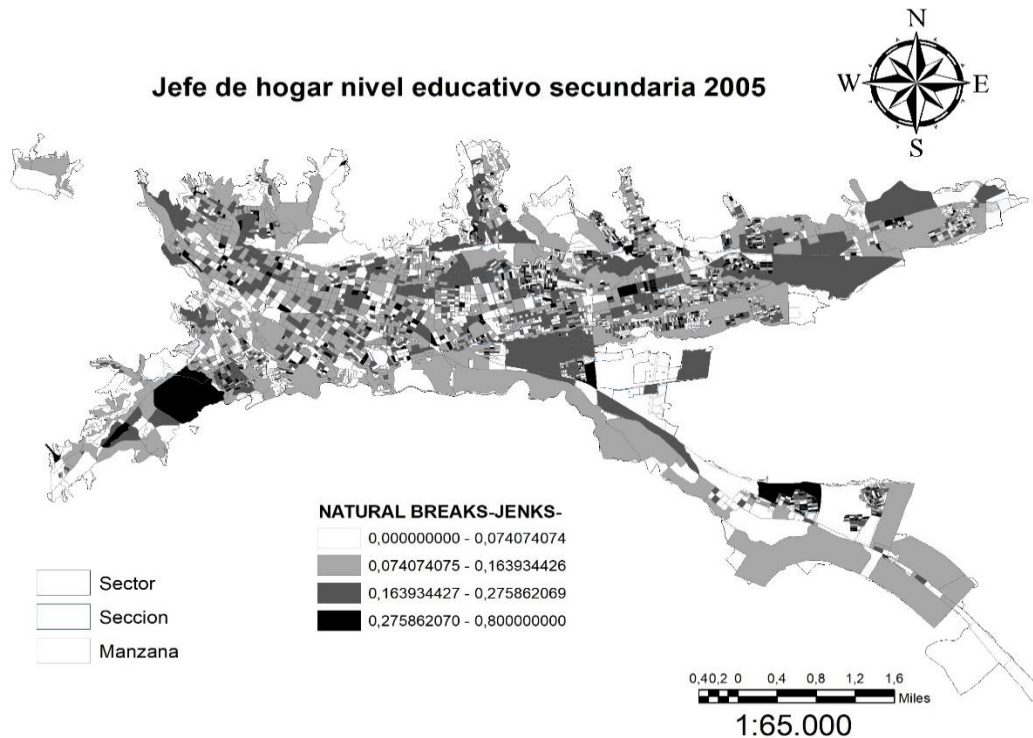 N
Jefe de hogar nivel educativo secundaria 2005
W E
S
NATURAL BREAKS-JENKS-
0,000000000 - 0,074074074
0,074074075 - 0,163934426
0,163934427 - 0,275862069
0,275862070 - 0,800000000
Sector
Seccion
Manzana
0,40,2 0 0,4 0,8 1,2 1,6
Miles
1:65.000